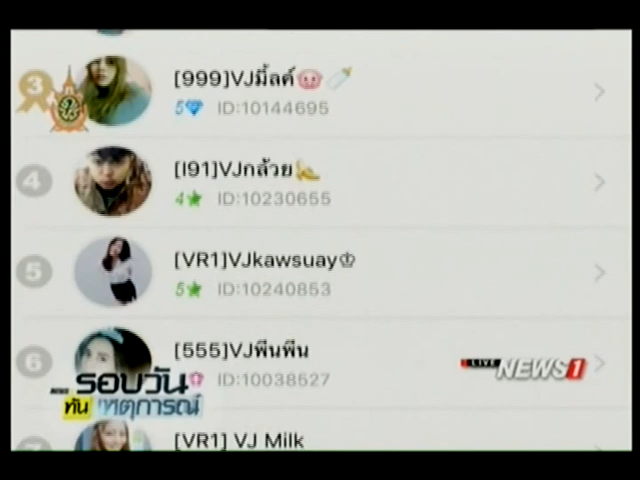 3
[999]VJมิ้ลค์
5 ID:10144695
4
[I91]VJกล้วย
4 ID:10230655
5
[VR1]VJkawsuay
5 ID:10240853
6
[555]VJพีนพีน
ID:10038527
LIVE NEWS1
NEWS1 รอบวัน
ทัน เหตุการณ์
7
[VR1] VJ Milk